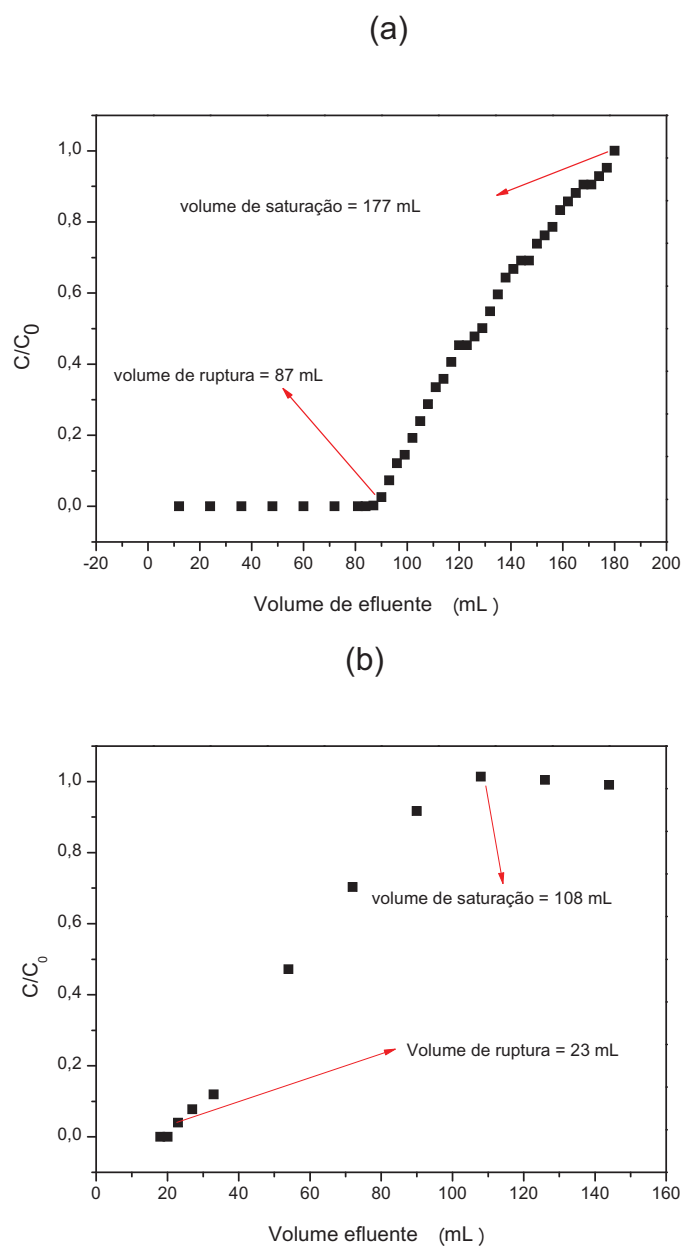 (a)
1,0
volume de saturação = 177 mL
0,8
0,6
C/C0
0,4
volume de ruptura = 87 mL
0,2
0,0
-20 0 20 40 60 80 100 120 140 160 180 200
Volume de efluente (mL)
(b)
1,0
0,8
volume de saturação = 108 mL
0,6
C/C0
0,4
Volume de ruptura = 23 mL
0,2
0,0
0 20 40 60 80 100 120 140 160
Volume efluente (mL)